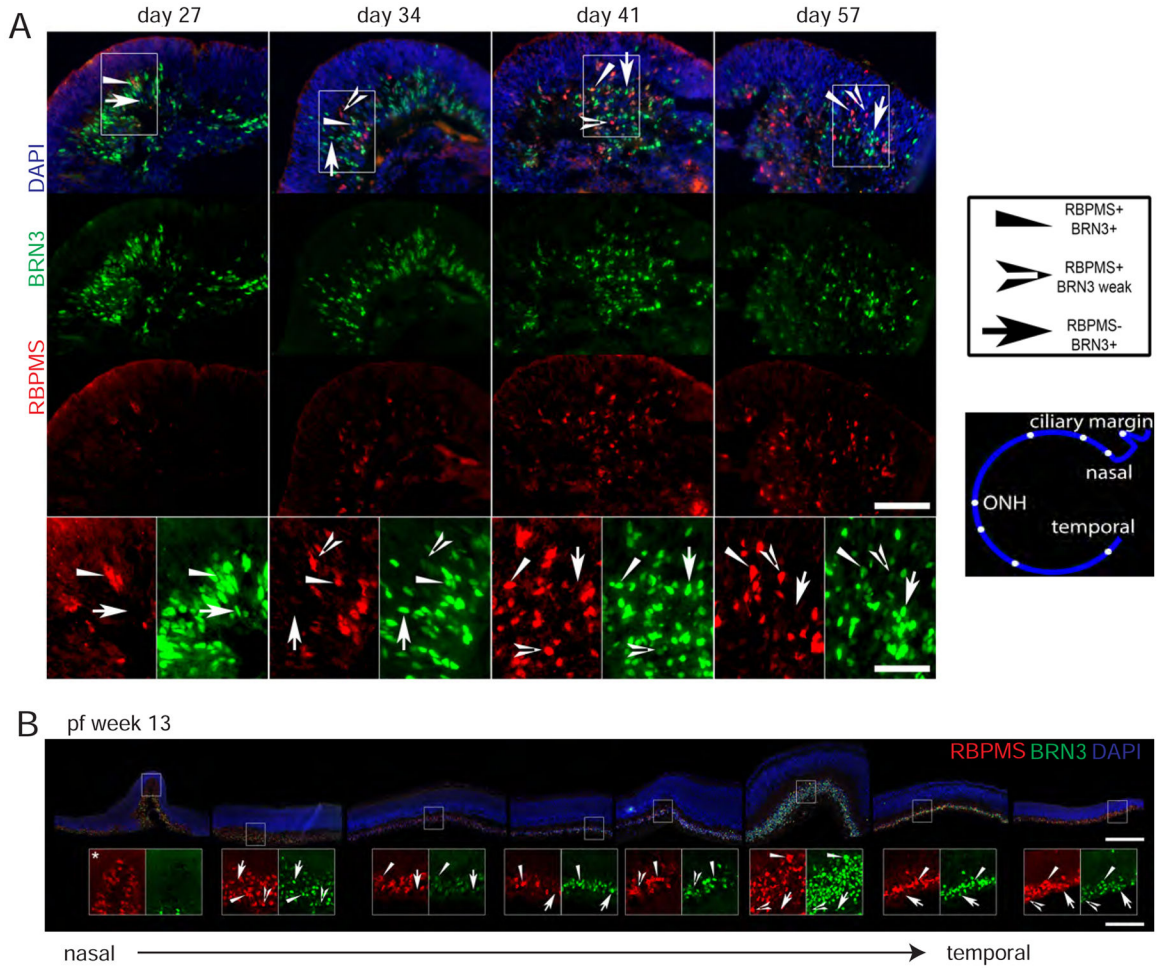 A
day 27
day 34
day 41
day 57
DAPI
BRN3
RBPMS
RBPMS+
BRN3+
RBPMS+
BRN3 weak
RBPMS-
BRN3+
ciliary margin
nasal
ONH
temporal
B
pf week 13
RBPMS BRN3 DAPI
*
nasal
temporal